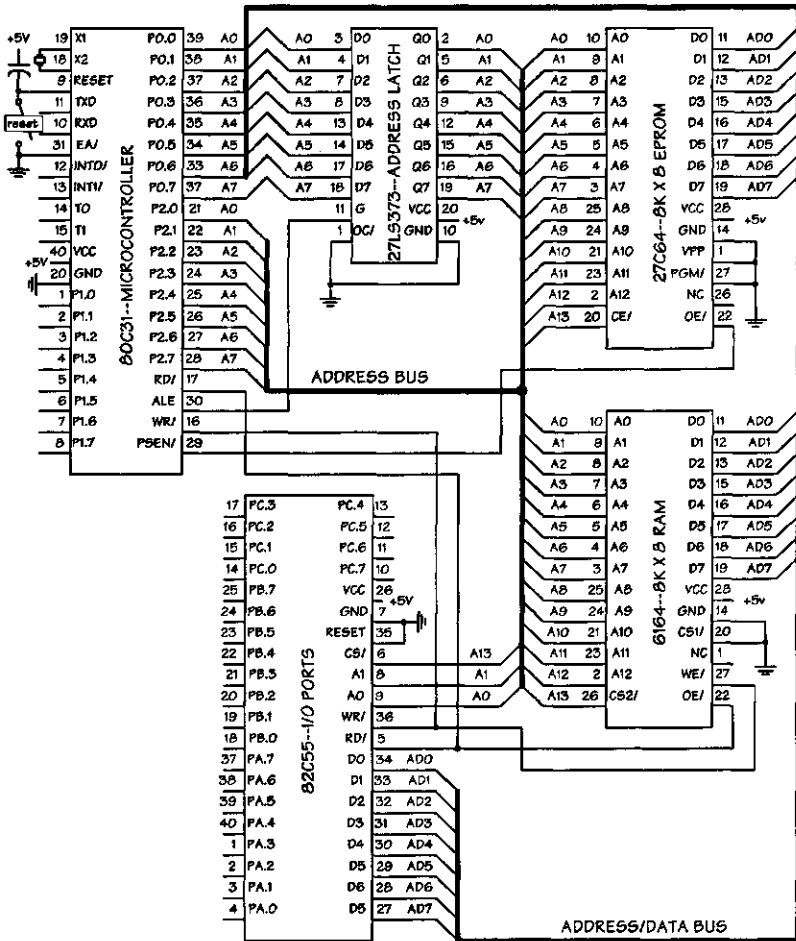 +5V
19 X1 P0.0 39 A0
18 X2 P0.1 38 A1
9 RESET P0.2 37 A2
11 TXD P0.3 36 A3
reset
10 RXD P0.4 35 A4
31 EA/ P0.5 34 A5
12 INT0/ P0.6 33 A6
13 INT1/ P0.7 37 A7
14 T0 P2.0 21 A0
15 T1 P2.1 22 A1
40 VCC P2.2 23 A2
+5V
20 GND P2.3 24 A3
1 P1.0 P2.4 25 A4
2 P1.1 P2.5 26 A5
3 P1.2 P2.6 27 A6
4 P1.3 P2.7 28 A7
5 P1.4 RD/ 17
6 P1.5 ALE 30
7 P1.6 WR/ 16
8 P1.7 PSEN/ 29
80C31--MICROCONTROLLER
A0 3 D0 Q0 2 A0
A1 4 D1 Q1 5 A1
A2 7 D2 Q2 6 A2
A3 8 D3 Q3 9 A3
A4 13 D4 Q4 12 A4
A5 14 D5 Q5 15 A5
A6 17 D6 Q6 16 A6
A7 18 D7 Q7 19 A7
11 G VCC 20
+5v
1 OC/ GND 10
27LS373--ADDRESS LATCH
A0 10 A0 D0 11 AD0
A1 9 A1 D1 12 AD1
A2 8 A2 D2 13 AD2
A3 7 A3 D3 15 AD3
A4 6 A4 D4 16 AD4
A5 5 A5 D5 17 AD5
A6 4 A6 D6 18 AD6
A7 3 A7 D7 19 AD7
A8 25 A8 VCC 28
+5v
A9 24 A9 GND 14
A10 21 A10 VPP 1
A11 23 A11 PGM/ 27
A12 2 A12 NC 26
A13 20 CE/ OE/ 22
27C64--8K X 8 EPROM
ADDRESS BUS
A0 10 A0 D0 11 AD0
A1 9 A1 D1 12 AD1
A2 8 A2 D2 13 AD2
A3 7 A3 D3 15 AD3
A4 6 A4 D4 16 AD4
A5 5 A5 D5 17 AD5
A6 4 A6 D6 18 AD6
A7 3 A7 D7 19 AD7
A8 25 A8 VCC 28
+5v
A9 24 A9 GND 14
A10 21 A10 CS1/ 20
A11 23 A11 NC 1
A12 2 A12 WE/ 27
A13 26 CS2/ OE/ 22
6164--8K X 8 RAM
17 PC.3 PC.4 13
16 PC.2 PC.5 12
15 PC.1 PC.6 11
14 PC.0 PC.7 10
25 PB.7 VCC 26
+5V
24 PB.6 GND 7
23 PB.5 RESET 35
22 PB.4 CS/ 6 A13
21 PB.3 A1 8 A1
20 PB.2 A0 9 A0
19 PB.1 WR/ 36
18 PB.0 RD/ 5
37 PA.7 D0 34 AD0
38 PA.6 D1 33 AD1
39 PA.5 D2 32 AD2
40 PA.4 D3 31 AD3
1 PA.3 D4 30 AD4
2 PA.2 D5 29 AD5
3 PA.1 D6 28 AD6
4 PA.0 D5 27 AD7
82C55--I/O PORTS
ADDRESS/DATA BUS